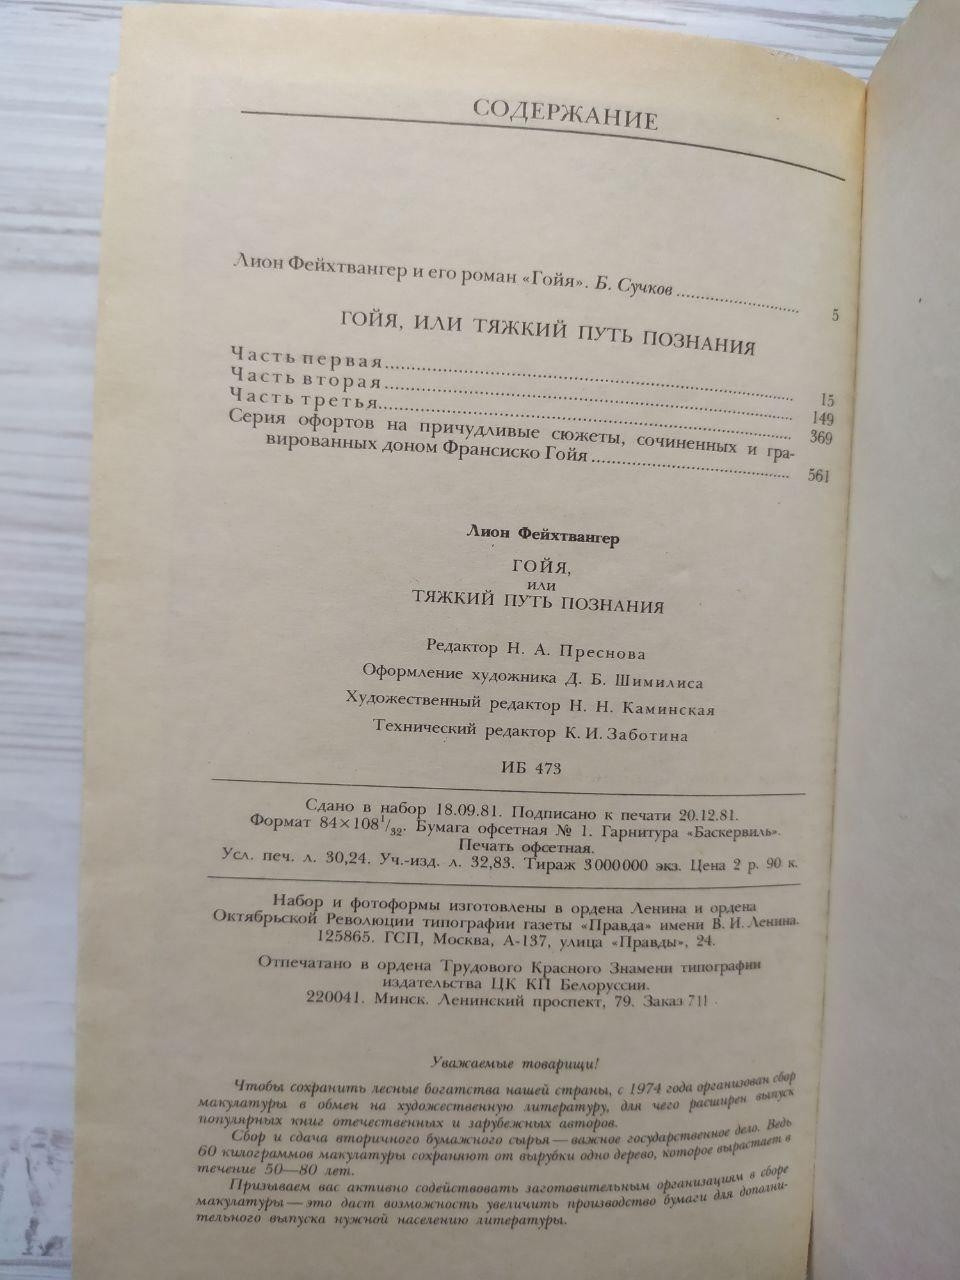 СОДЕРЖАНИЕ
Лион Фейхтвангер и его роман «Гойя». Б. Сучков ........................ 5
ГОЙЯ, ИЛИ ТЯЖКИЙ ПУТЬ ПОЗНАНИЯ
Часть первая ........................ 15
Часть вторая ........................ 149
Часть третья ........................ 369
Серия офортов на причудливые сюжеты, сочиненных и гра-
вированных доном Франсиско Гойя ........................ 561
Лион Фейхтвангер
ГОЙЯ,
или
ТЯЖКИЙ ПУТЬ ПОЗНАНИЯ
Редактор Н. А. Преснова
Оформление художника Д. Б. Шимилиса
Художественный редактор Н. Н. Каминская
Технический редактор К. И. Заботина
ИБ 473
Сдано в набор 18.09.81. Подписано к печати 20.12.81.
Формат 84×108¹/₃₂. Бумага офсетная № 1. Гарнитура «Баскервиль».
Печать офсетная.
Усл. печ. л. 30,24. Уч.-изд. л. 32,83. Тираж 3 000 000 экз. Цена 2 р. 90 к.
Набор и фотоформы изготовлены в ордена Ленина и ордена
Октябрьской Революции типографии газеты «Правда» имени В. И. Ленина.
125865. ГСП, Москва, А-137, улица «Правды», 24.
Отпечатано в ордена Трудового Красного Знамени типографии
издательства ЦК КП Белоруссии.
220041. Минск. Ленинский проспект, 79. Заказ 711.
Уважаемые товарищи!
Чтобы сохранить лесные богатства нашей страны, с 1974 года организован сбор
макулатуры в обмен на художественную литературу, для чего расширен выпуск
популярных книг отечественных и зарубежных авторов.
Сбор и сдача вторичного бумажного сырья — важное государственное дело. Ведь
60 килограммов макулатуры сохраняют от вырубки одно дерево, которое вырастает в
течение 50—80 лет.
Призываем вас активно содействовать заготовительным организациям в сборе
макулатуры — это даст возможность увеличить производство бумаги для дополни-
тельного выпуска нужной населению литературы.